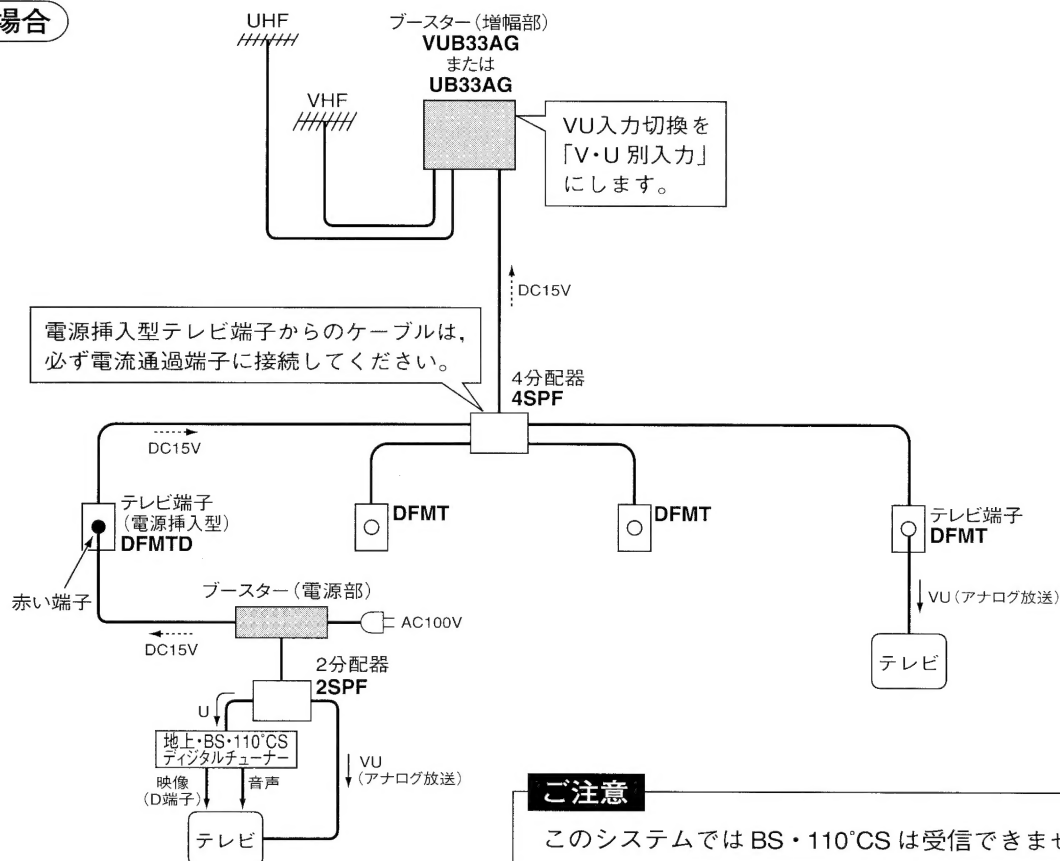 場合
UHF
VHF
ブースター(増幅部)
VUB33AG
または
UB33AG
VU入力切換を
「V・U 別入力」
にします。
DC15V
電源挿入型テレビ端子からのケーブルは,
必ず電流通過端子に接続してください。
4分配器
4SPF
DC15V
テレビ端子
(電源挿入型)
DFMTD
DFMT
DFMT
テレビ端子
DFMT
赤い端子
ブースター(電源部)
AC100V
DC15V
VU(アナログ放送)
テレビ
2分配器
2SPF
U
地上・BS・110°CS
ディジタルチューナー
映像
(D端子)
音声
VU
(アナログ放送)
テレビ
ご注意
このシステムでは BS・110°CS は受信できませ